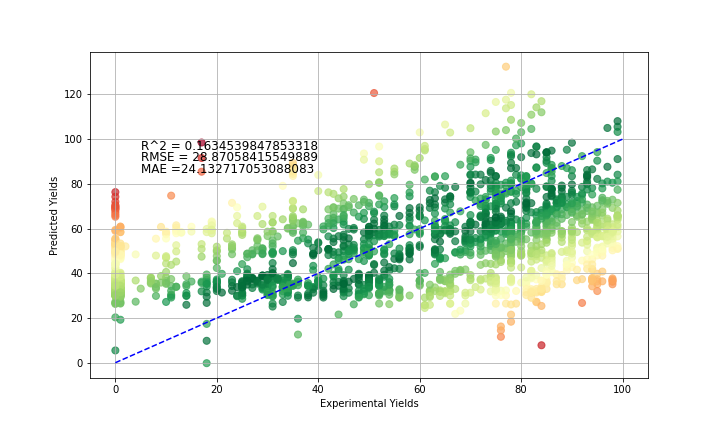 120
100
R^2 = 0.1634539847853318
RMSE = 28.87058415549889
MAE =24.132717053088083
80
60
40
20
0
Predicted Yields
0 20 40 60 80 100
Experimental Yields